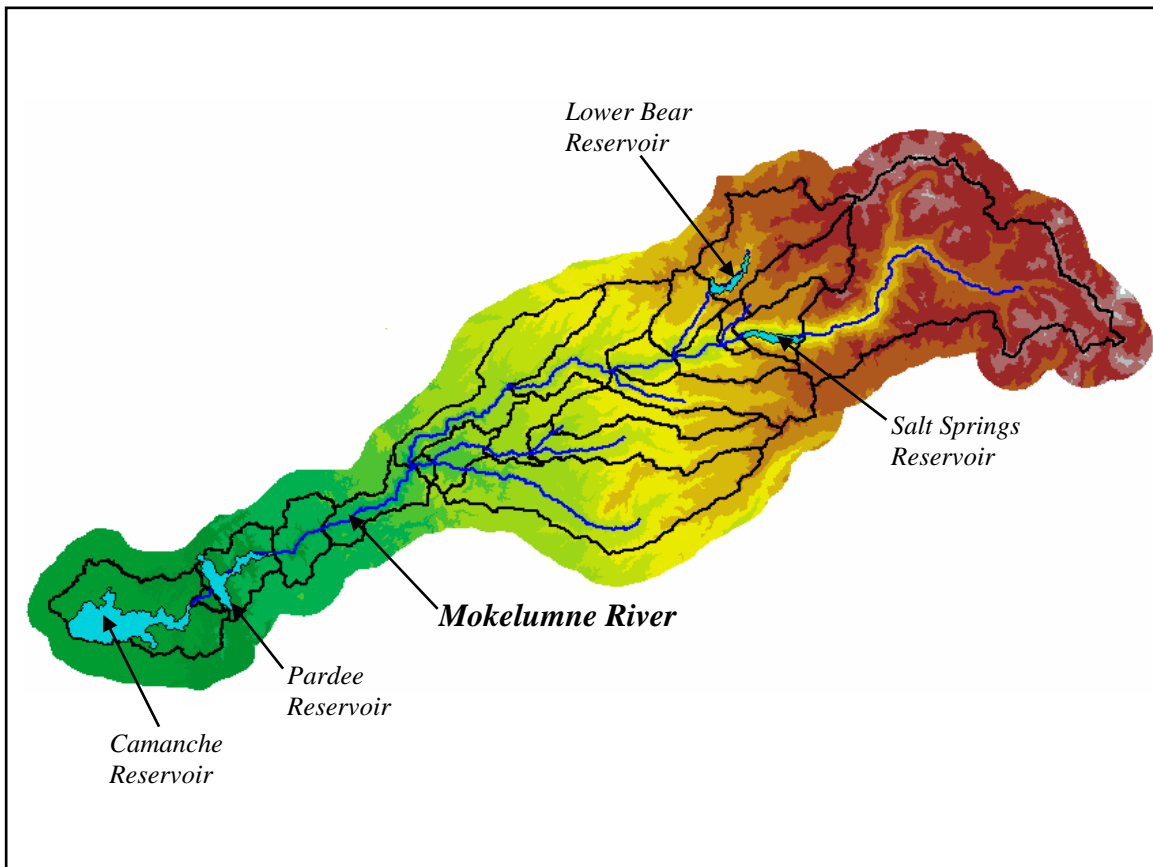 Lower Bear
Reservoir
Salt Springs
Reservoir
Mokelumne River
Pardee
Reservoir
Camanche
Reservoir